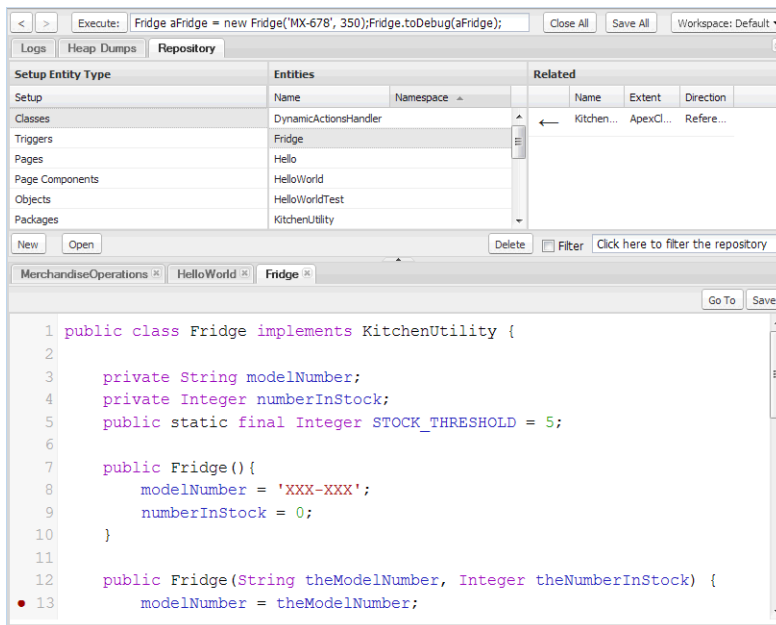 < > Execute: Fridge aFridge = new Fridge('MX-678', 350);Fridge.toDebug(aFridge); Close All Save All Workspace: Default
Logs Heap Dumps Repository
Setup Entity Type Entities Related
Setup Name Namespace Name Extent Direction
Classes DynamicActionsHandler ← Kitchen... ApexCl... Refere...
Triggers Fridge
Pages Hello
Page Components HelloWorld
Objects HelloWorldTest
Packages KitchenUtility
New Open Delete Filter Click here to filter the repository
MerchandiseOperations HelloWorld Fridge
Go To Save
1 public class Fridge implements KitchenUtility {
2
3 private String modelNumber;
4 private Integer numberInStock;
5 public static final Integer STOCK_THRESHOLD = 5;
6
7 public Fridge(){
8 modelNumber = 'XXX-XXX';
9 numberInStock = 0;
10 }
11
12 public Fridge(String theModelNumber, Integer theNumberInStock) {
13 modelNumber = theModelNumber;